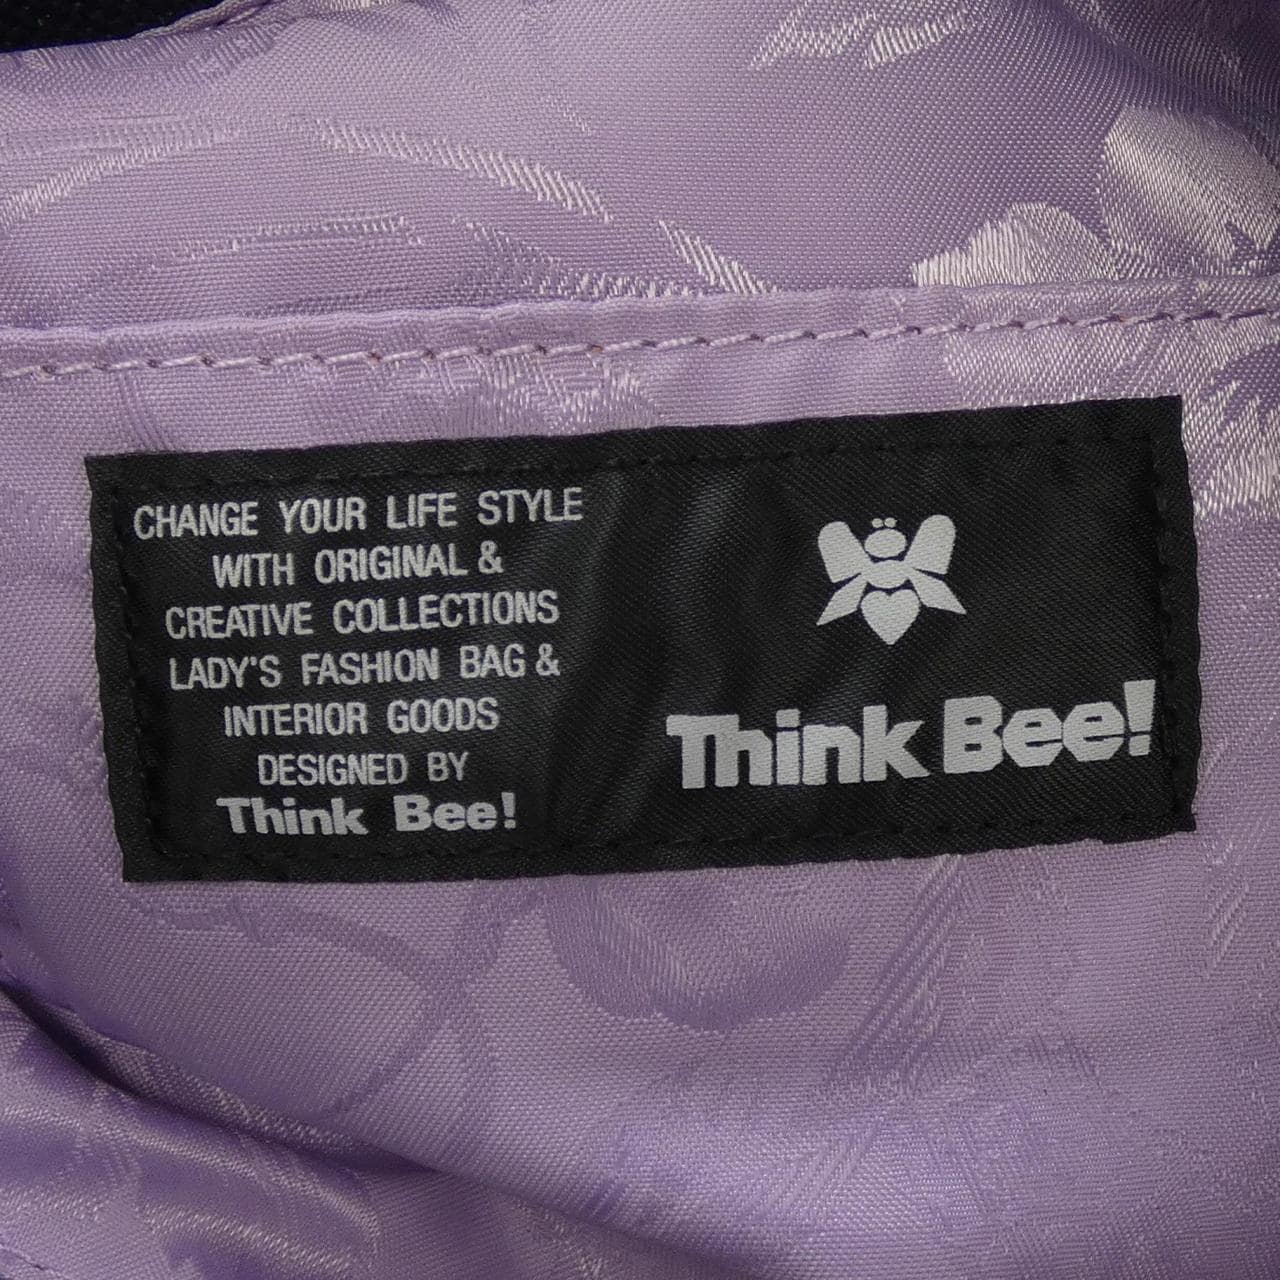 CHANGE YOUR LIFE STYLE
WITH ORIGINAL &
CREATIVE COLLECTIONS
LADY'S FASHION BAG &
INTERIOR GOODS
DESIGNED BY
Think Bee!
Think Bee!